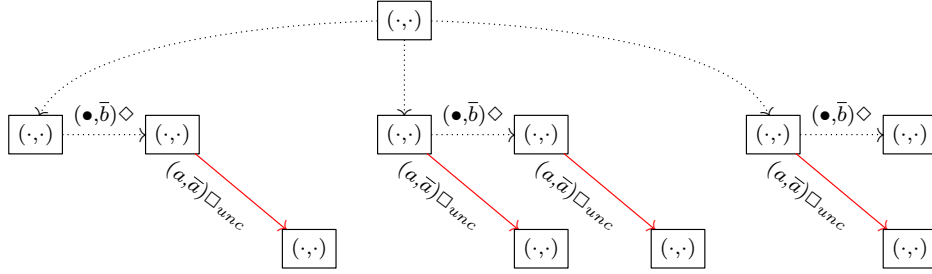 (·,·)
(●,b̅)◇ (●,b̅)◇ (●,b̅)◇
(·,·) (·,·) (·,·) (·,·) (·,·) (·,·)
(a,a̅)□unc (a,a̅)□unc (a,a̅)□unc (a,a̅)□unc
(·,·) (·,·) (·,·) (·,·)